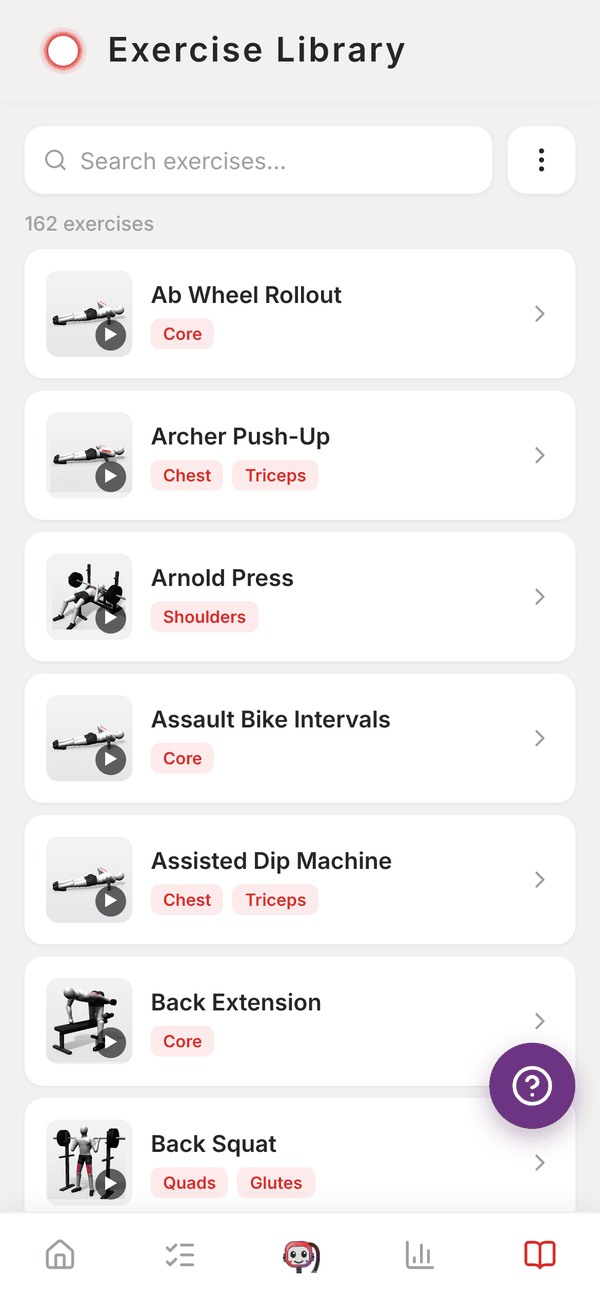 Exercise Library
Search exercises...
162 exercises
Ab Wheel Rollout
Core
Archer Push-Up
Chest Triceps
Arnold Press
Shoulders
Assault Bike Intervals
Core
Assisted Dip Machine
Chest Triceps
Back Extension
Core
Back Squat
Quads Glutes